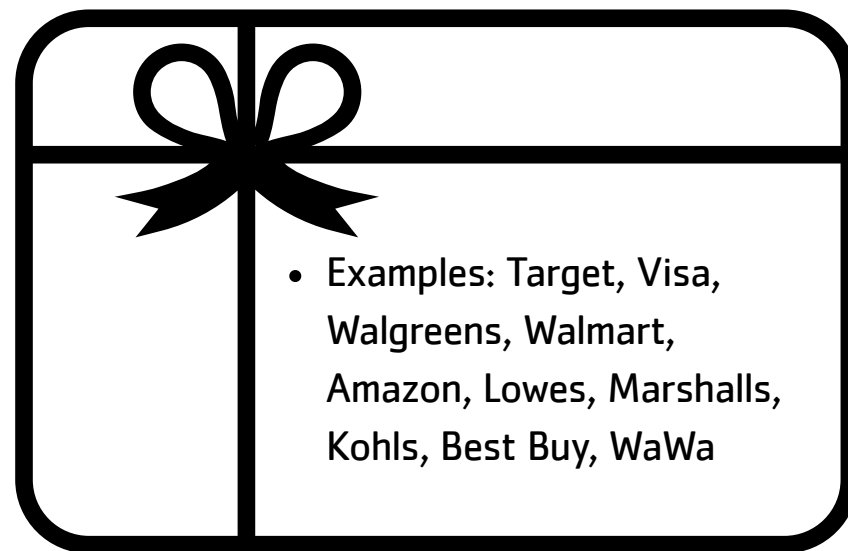 • Examples: Target, Visa,
Walgreens, Walmart,
Amazon, Lowes, Marshalls,
Kohls, Best Buy, WaWa